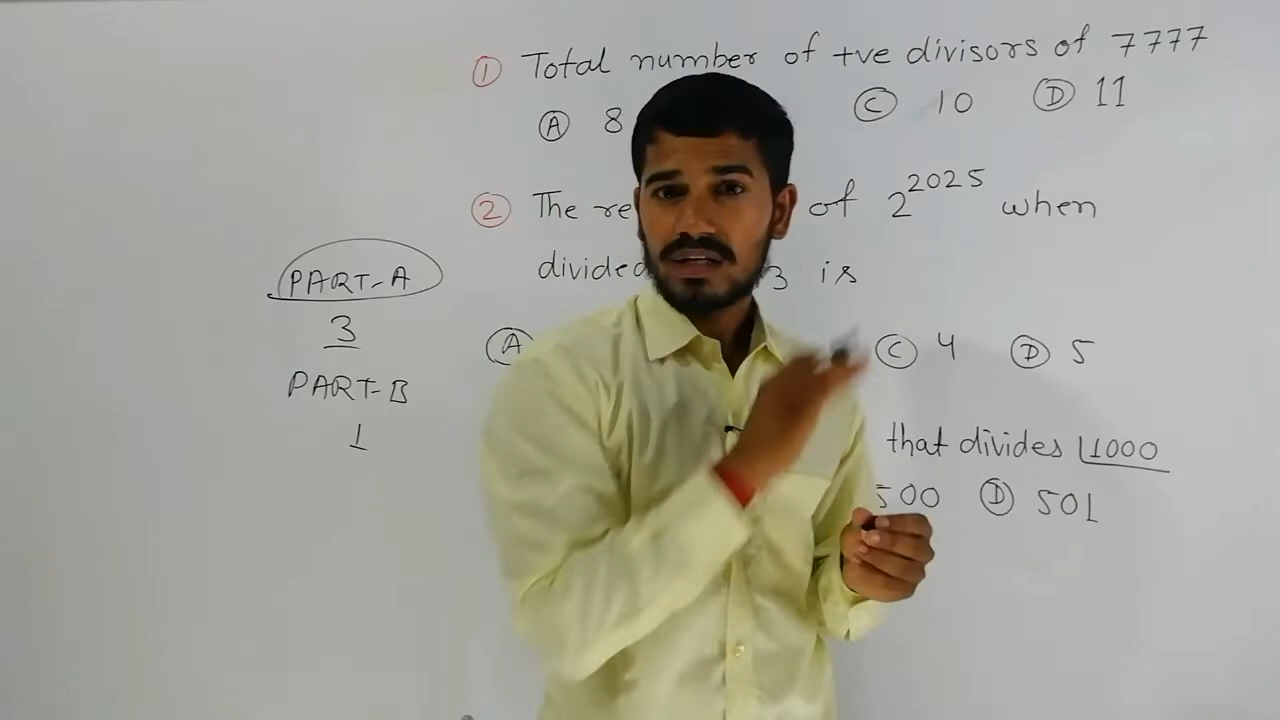 ① Total number of +ve divisors of 7777
Ⓐ 8 Ⓒ 10 Ⓓ 11
② The of 2^2025 when
divided 3 is
Ⓐ Ⓒ 4 Ⓓ 5
that divides ⌊1000
500 Ⓓ 501
PART-A
3
PART-B
1